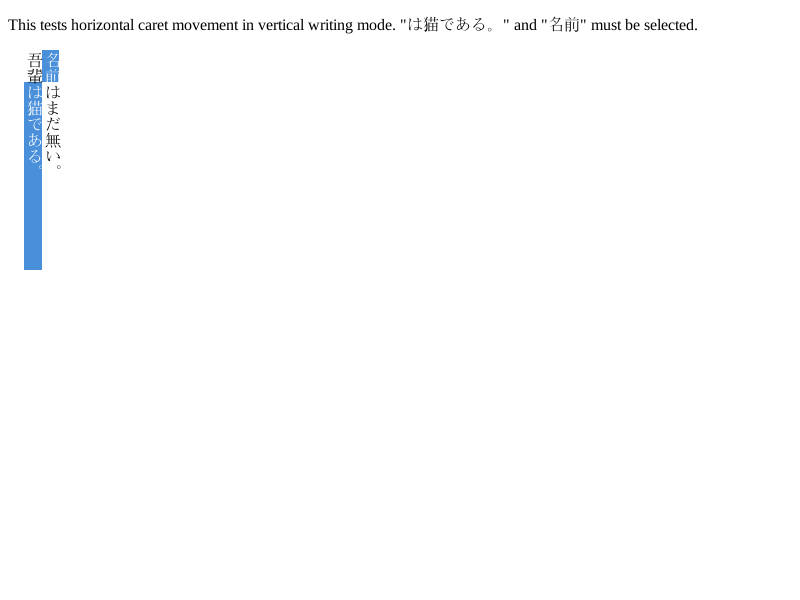 This tests horizontal caret movement in vertical writing mode. "は猫である。" and "名前" must be selected.
吾輩は猫である。
名前はまだ無い。